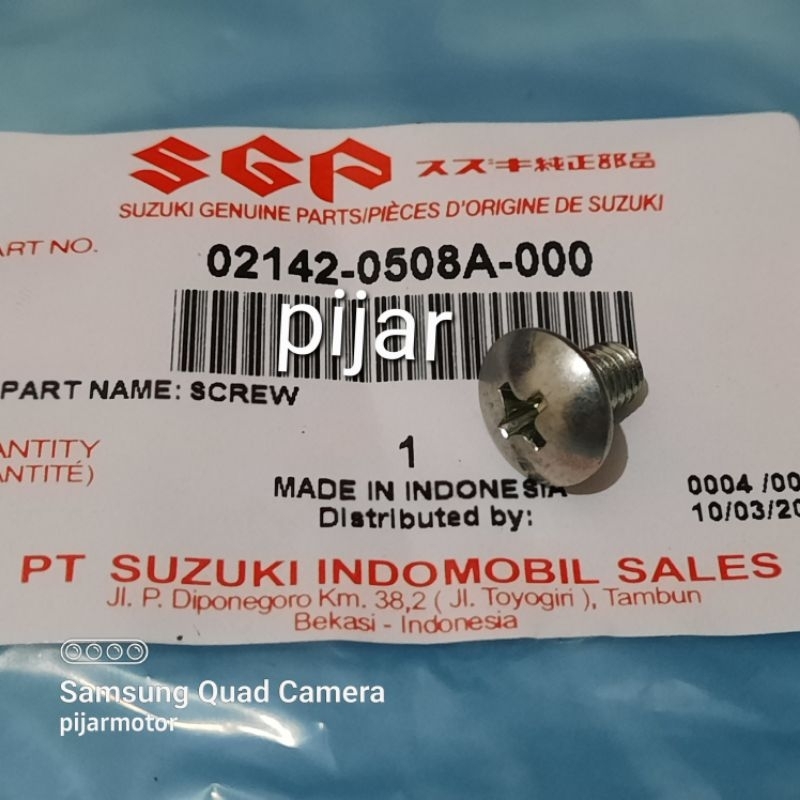 SGP スズキ純正部品
SUZUKI GENUINE PARTS/PIÈCES D'ORIGINE DE SUZUKI
ART NO.
02142-0508A-000
pijar
PART NAME: SCREW
ANTITY
ANTITÉ)
1
MADE IN INDONESIA
Distributed by:
0004 /00
10/03/20
PT SUZUKI INDOMOBIL SALES
Jl. P. Diponegoro Km. 38,2 ( Jl. Toyogiri ), Tambun
Bekasi - Indonesia
Samsung Quad Camera
pijarmotor